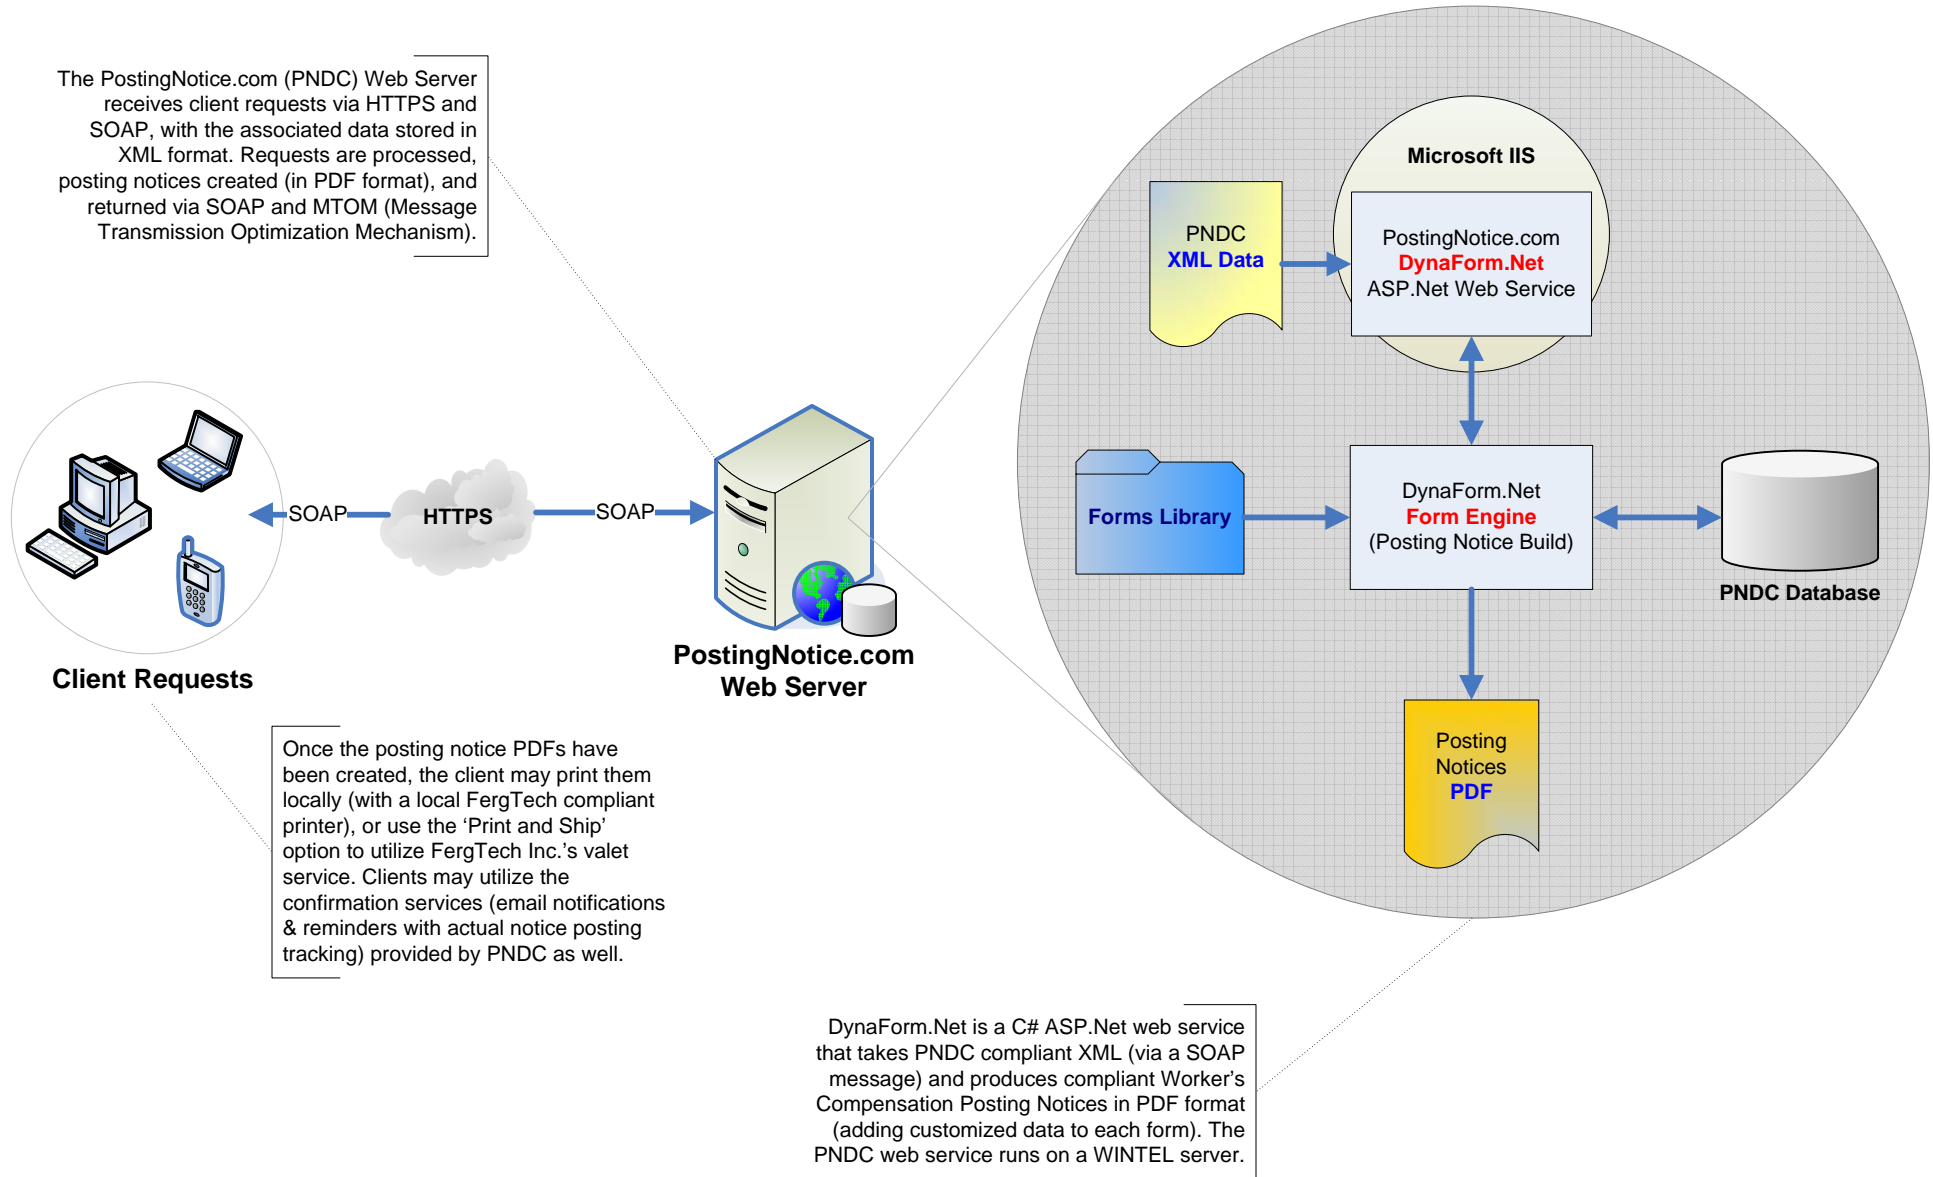 The PostingNotice.com (PNDC) Web Server
receives client requests via HTTPS and
SOAP, with the associated data stored in
XML format. Requests are processed,
posting notices created (in PDF format), and
returned via SOAP and MTOM (Message
Transmission Optimization Mechanism).
Microsoft IIS
PNDC
XML Data
PostingNotice.com
DynaForm.Net
ASP.Net Web Service
SOAP
HTTPS
SOAP
Forms Library
DynaForm.Net
Form Engine
(Posting Notice Build)
PNDC Database
Client Requests
PostingNotice.com
Web Server
Posting
Notices
PDF
Once the posting notice PDFs have
been created, the client may print them
locally (with a local FergTech compliant
printer), or use the ‘Print and Ship’
option to utilize FergTech Inc.’s valet
service. Clients may utilize the
confirmation services (email notifications
& reminders with actual notice posting
tracking) provided by PNDC as well.
DynaForm.Net is a C# ASP.Net web service
that takes PNDC compliant XML (via a SOAP
message) and produces compliant Worker’s
Compensation Posting Notices in PDF format
(adding customized data to each form). The
PNDC web service runs on a WINTEL server.